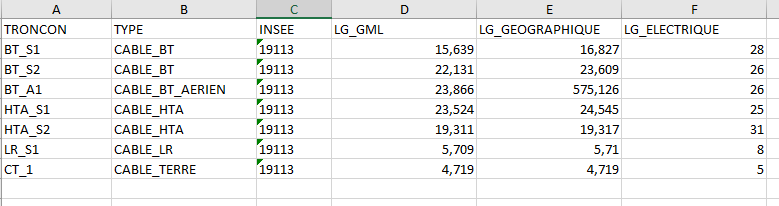 A B C D E F
TRONCON TYPE INSEE LG_GML LG_GEOGRAPHIQUE LG_ELECTRIQUE
BT_S1 CABLE_BT 19113 15,639 16,827 28
BT_S2 CABLE_BT 19113 22,131 23,609 26
BT_A1 CABLE_BT_AERIEN 19113 23,866 575,126 26
HTA_S1 CABLE_HTA 19113 23,524 24,545 25
HTA_S2 CABLE_HTA 19113 19,311 19,317 31
LR_S1 CABLE_LR 19113 5,709 5,71 8
CT_1 CABLE_TERRE 19113 4,719 4,719 5